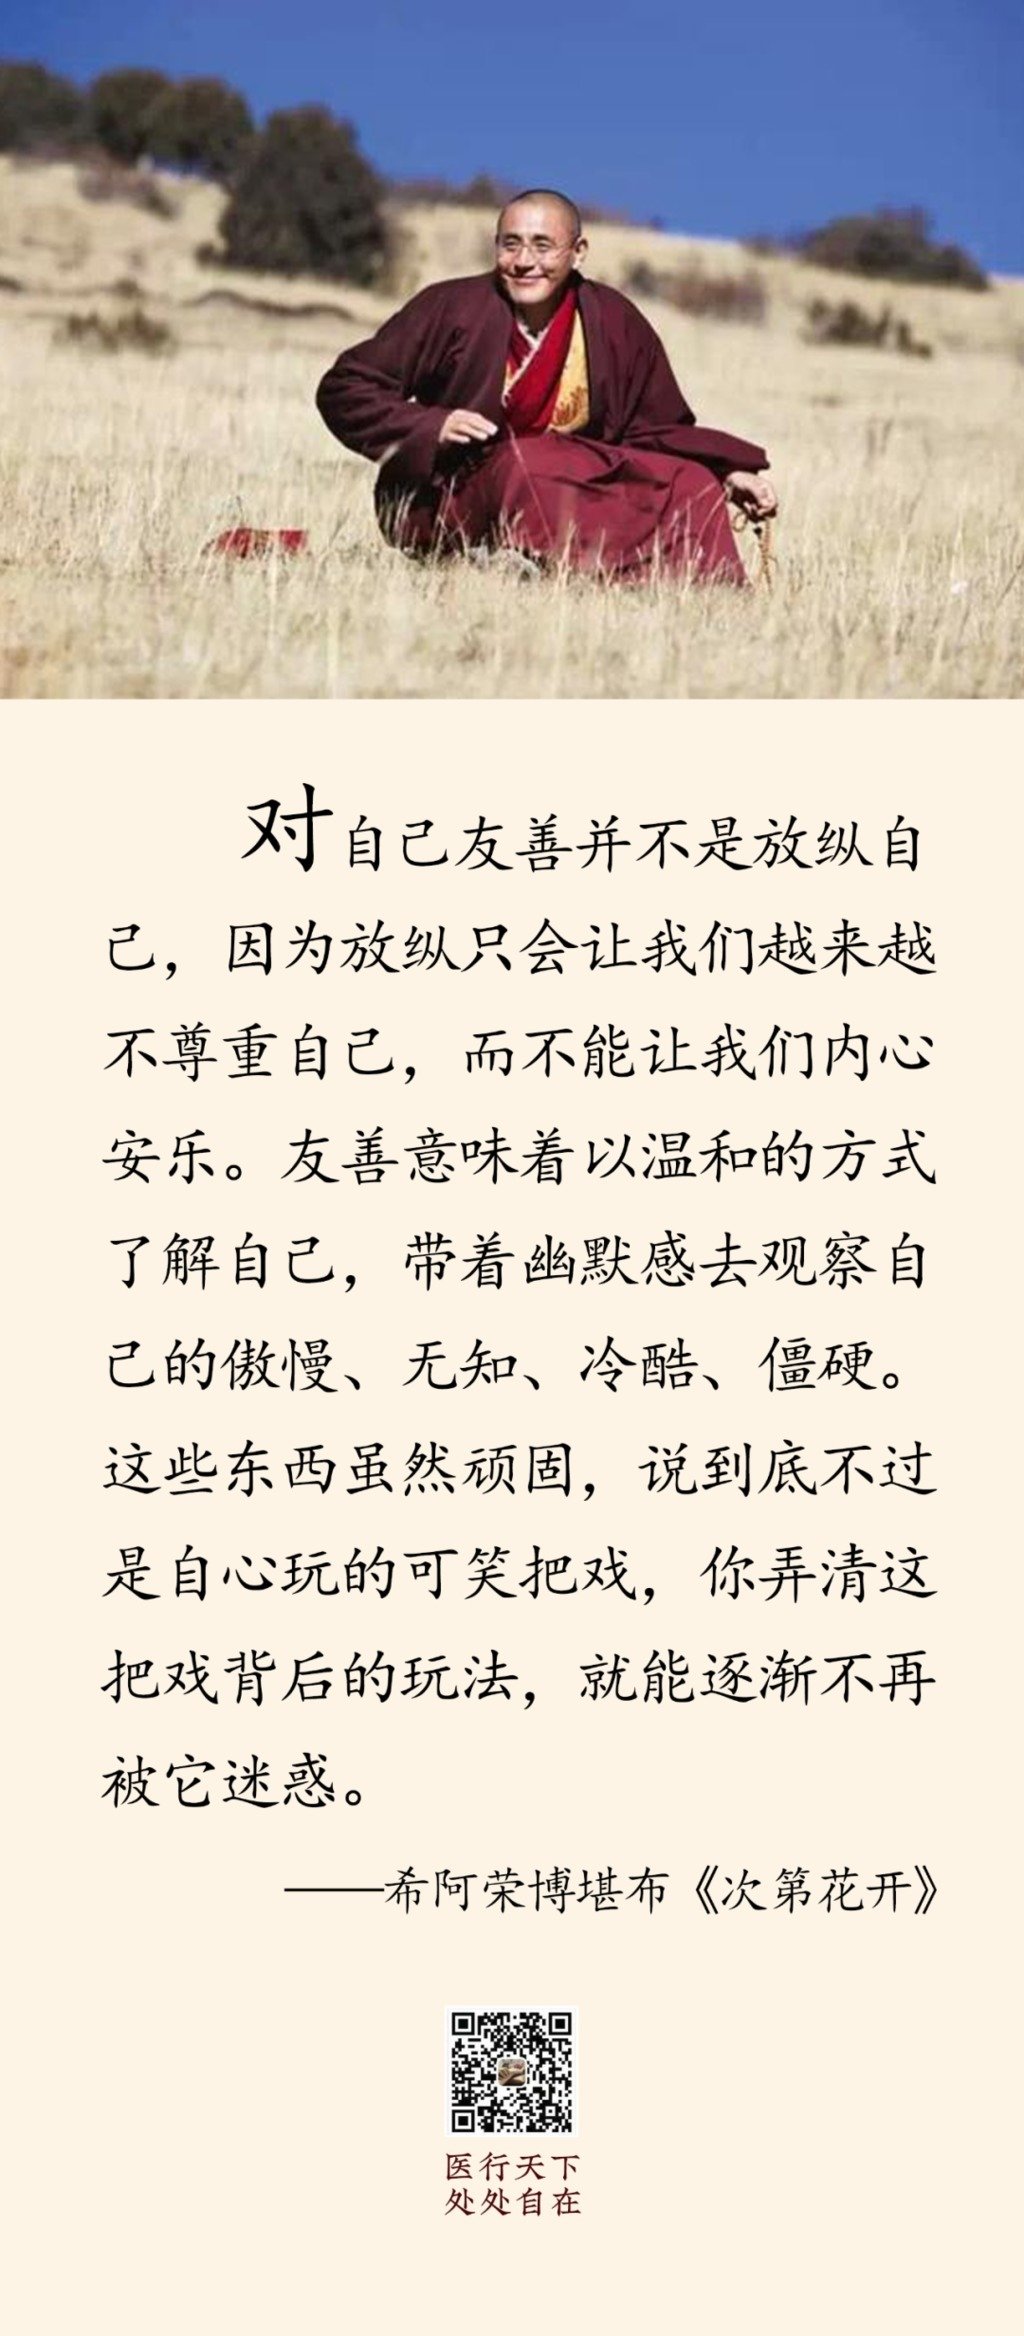 对自己友善并不是放纵自
己，因为放纵只会让我们越来越
不尊重自己，而不能让我们内心
安乐。友善意味着以温和的方式
了解自己，带着幽默感去观察自
己的傲慢、无知、冷酷、僵硬。
这些东西虽然顽固，说到底不过
是自心玩的可笑把戏，你弄清这
把戏背后的玩法，就能逐渐不再
被它迷惑。
——希阿荣博堪布《次第花开》
医行天下
处处自在